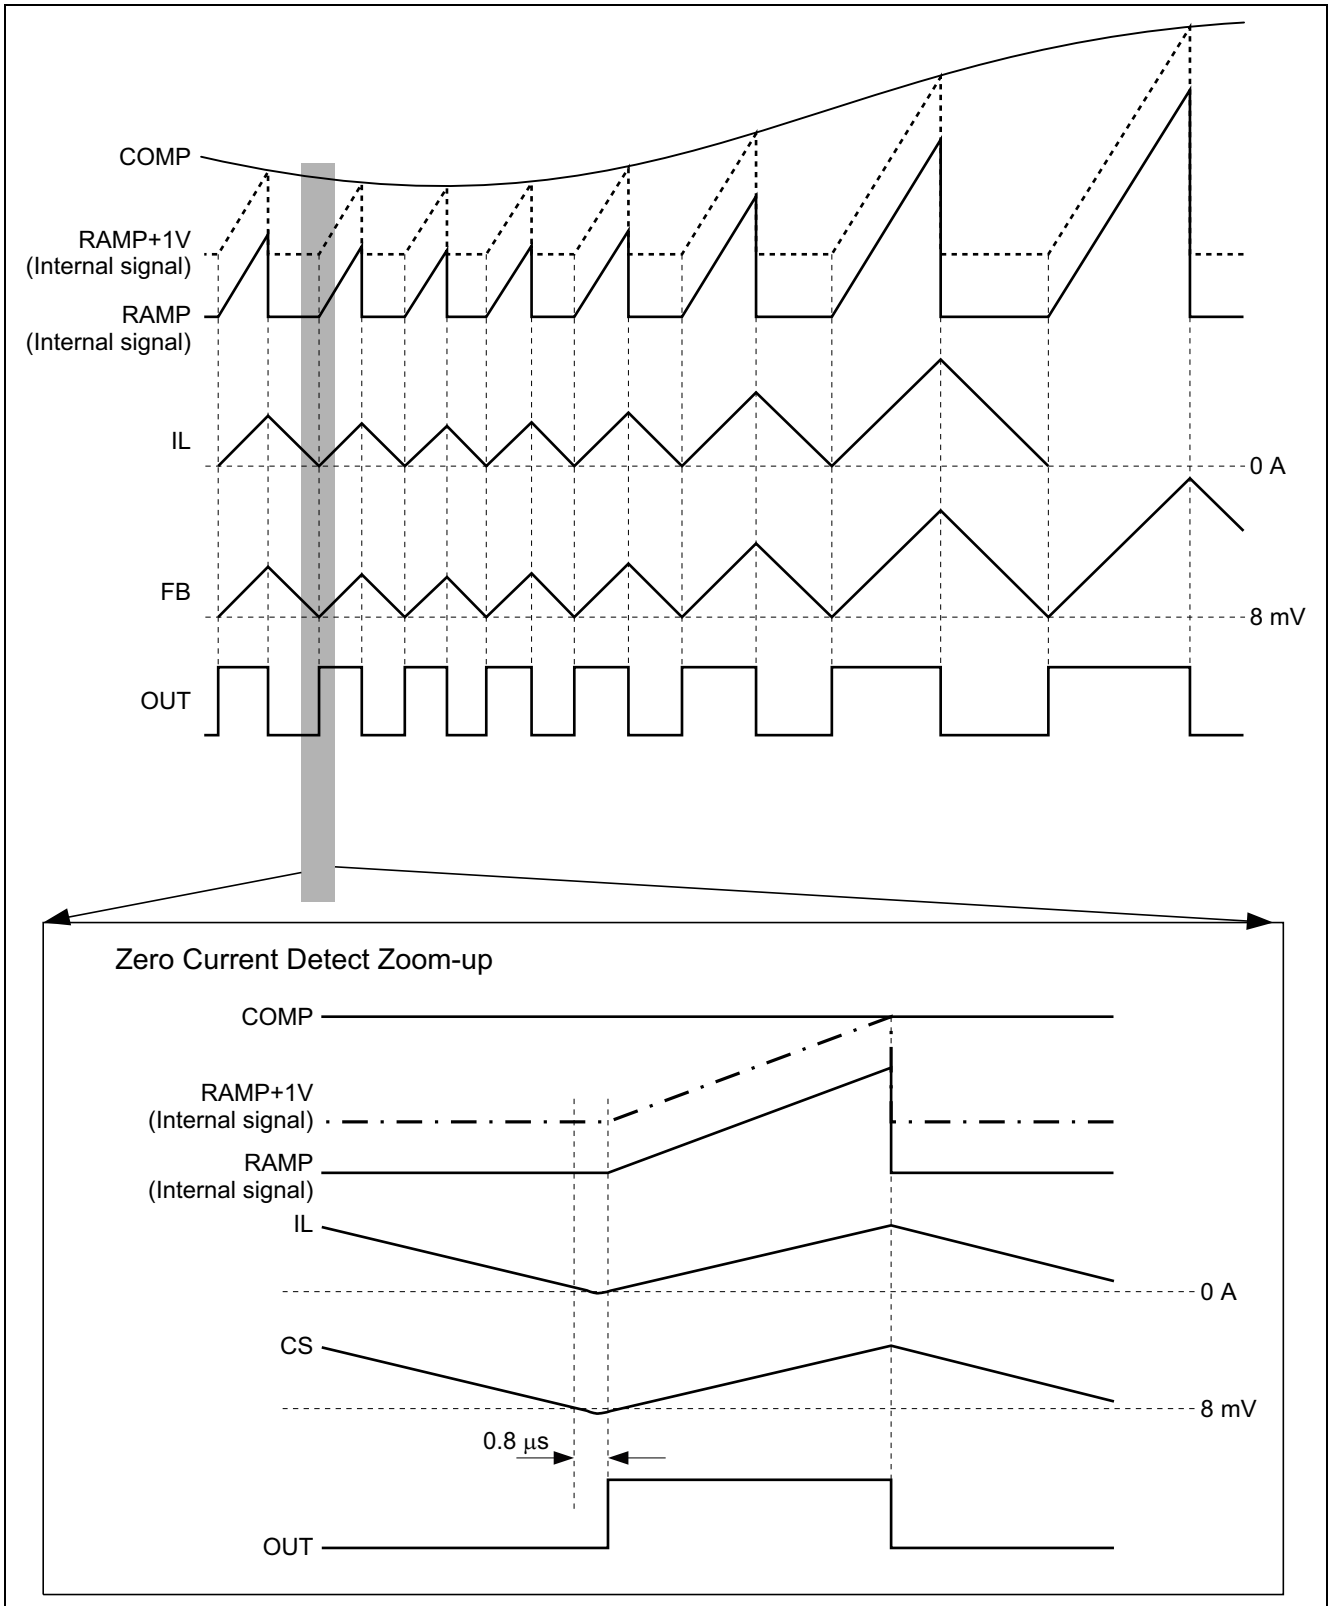 COMP
RAMP+1V
(Internal signal)
RAMP
(Internal signal)
IL
0 A
FB
8 mV
OUT
Zero Current Detect Zoom-up
COMP
RAMP+1V
(Internal signal)
RAMP
(Internal signal)
IL
0 A
CS
8 mV
0.8 μs
OUT